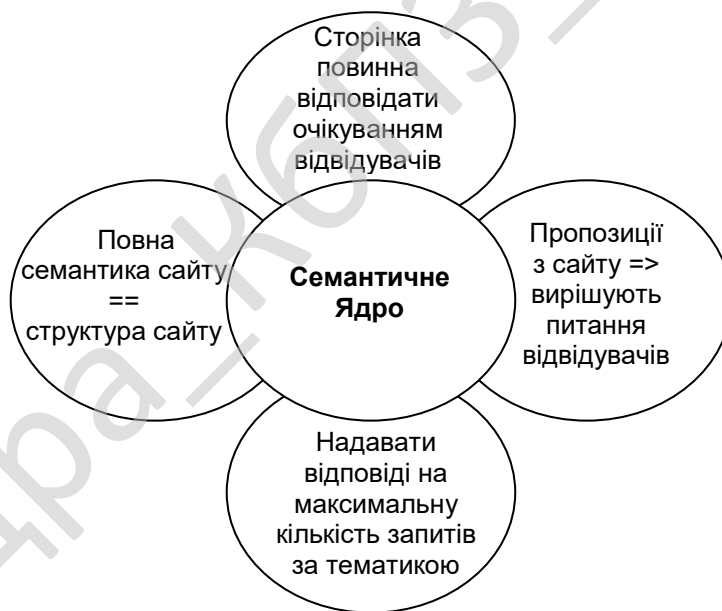 Сторінка
повинна
відповідати
очікуванням
відвідувачів
Повна
семантика сайту
==
структура сайту
Семантичне
Ядро
Пропозиції
з сайту =>
вирішують
питання
відвідувачів
Надавати
відповіді на
максимальну
кількість запитів
за тематикою